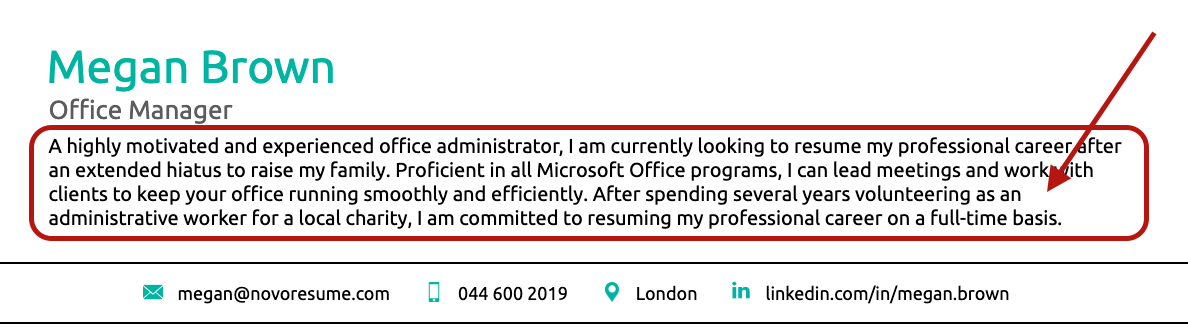 Megan Brown
Office Manager
A highly motivated and experienced office administrator, I am currently looking to resume my professional career after
an extended hiatus to raise my family. Proficient in all Microsoft Office programs, I can lead meetings and work with
clients to keep your office running smoothly and efficiently. After spending several years volunteering as an
administrative worker for a local charity, I am committed to resuming my professional career on a full-time basis.
megan@novoresume.com 044 600 2019 London in linkedin.com/in/megan.brown